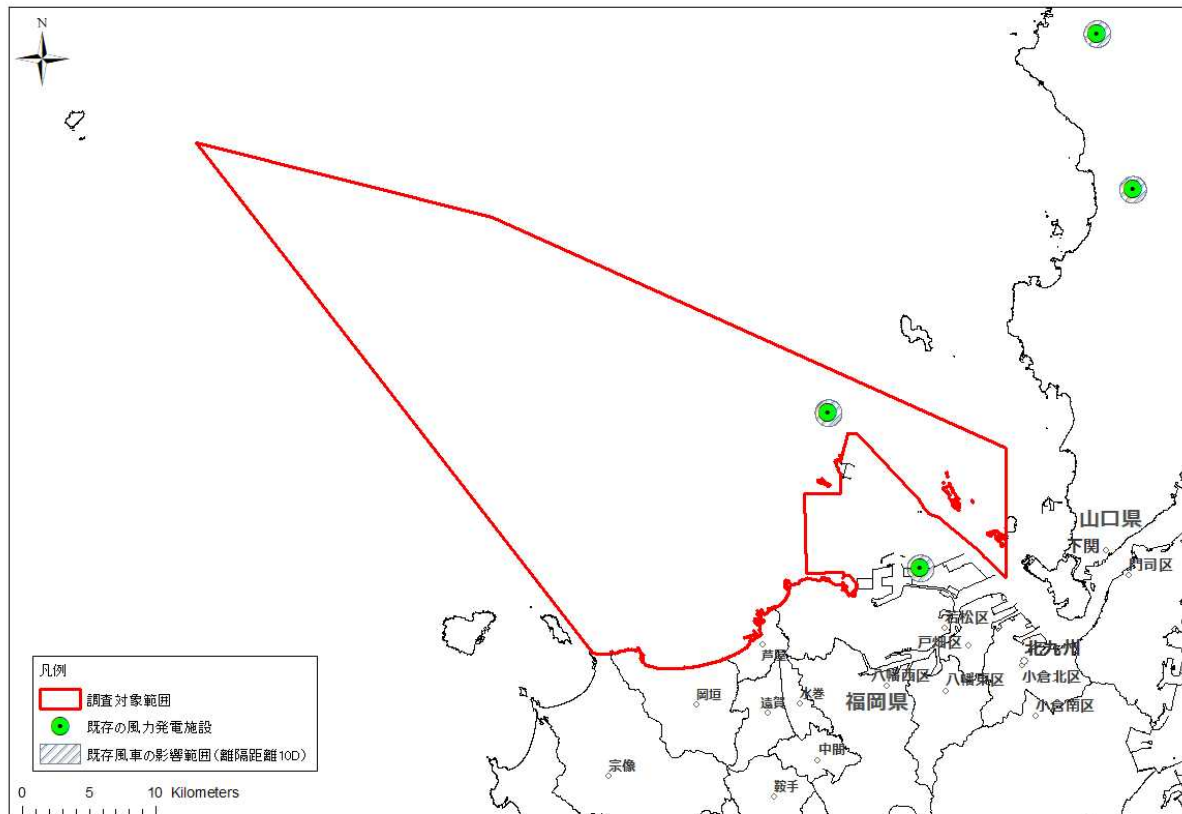 N
山口県
下関
門司区
若松区
戸畑区
北九州
小倉北区
八幡西区
八幡東区
小倉南区
福岡県
芦屋
岡垣
遠賀
水巻
中間
宗像
鞍手
凡例
調査対象範囲
既存の風力発電施設
既存風車の影響範囲(離隔距離10D)
0 5 10 Kilometers